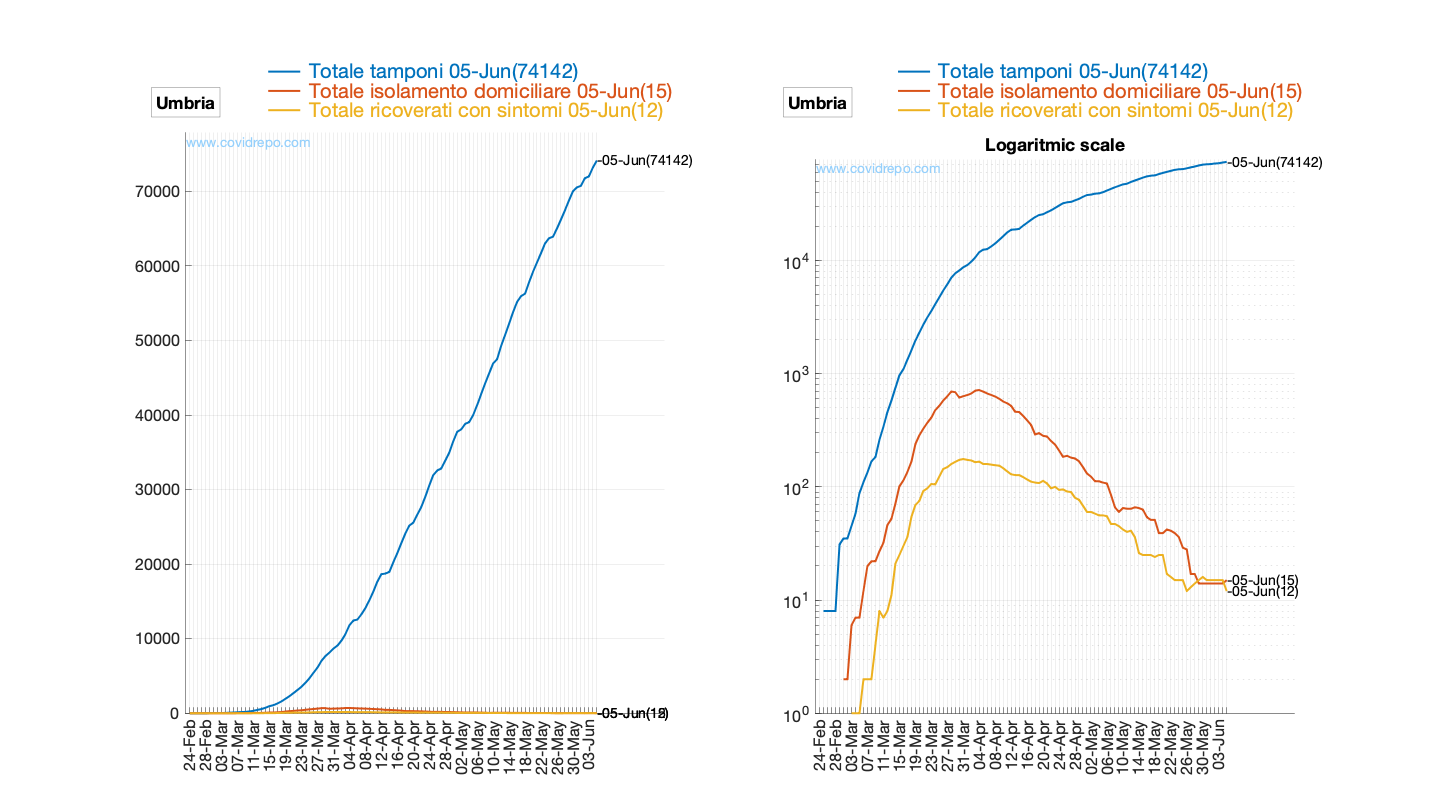 Umbria
Totale tamponi 05-Jun(74142)
Totale isolamento domiciliare 05-Jun(15)
Totale ricoverati con sintomi 05-Jun(12)
www.covidrepo.com
70000
60000
50000
40000
30000
20000
10000
0
-05-Jun(74142)
24-Feb
28-Feb
03-Mar
07-Mar
11-Mar
15-Mar
19-Mar
23-Mar
27-Mar
31-Mar
04-Apr
08-Apr
12-Apr
16-Apr
20-Apr
24-Apr
28-Apr
02-May
06-May
10-May
14-May
18-May
22-May
26-May
30-May
03-Jun
Umbria
Totale tamponi 05-Jun(74142)
Totale isolamento domiciliare 05-Jun(15)
Totale ricoverati con sintomi 05-Jun(12)
Logaritmic scale
www.covidrepo.com
10^4
10^3
10^2
10^1
10^0
-05-Jun(74142)
-05-Jun(15)
-05-Jun(12)
24-Feb
28-Feb
03-Mar
07-Mar
11-Mar
15-Mar
19-Mar
23-Mar
27-Mar
31-Mar
04-Apr
08-Apr
12-Apr
16-Apr
20-Apr
24-Apr
28-Apr
02-May
06-May
10-May
14-May
18-May
22-May
26-May
30-May
03-Jun